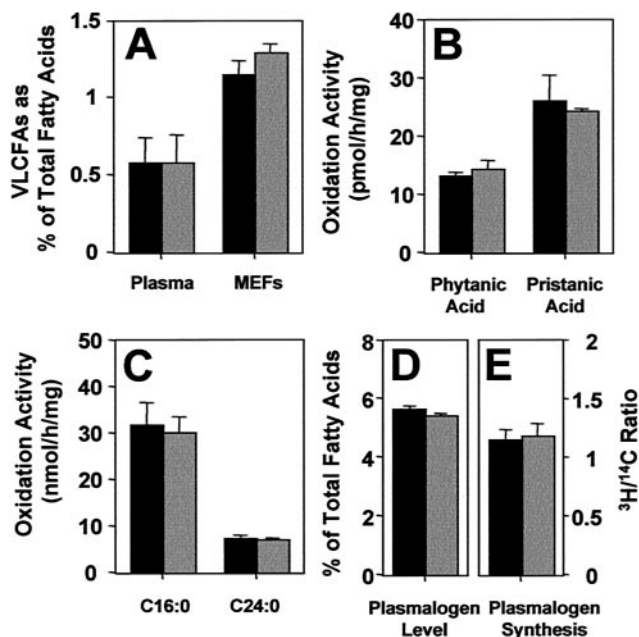 A
VLCFAs as
% of Total Fatty Acids
1.5
1
0.5
0
Plasma
MEFs
B
Oxidation Activity
(pmol/h/mg)
40
30
20
10
0
Phytanic
Acid
Pristanic
Acid
C
Oxidation Activity
(nmol/h/mg)
50
40
30
20
10
0
C16:0
C24:0
D
% of Total Fatty Acids
8
6
4
2
0
Plasmalogen
Level
E
2
1.5
1
0.5
0
³H/¹⁴C Ratio
Plasmalogen
Synthesis